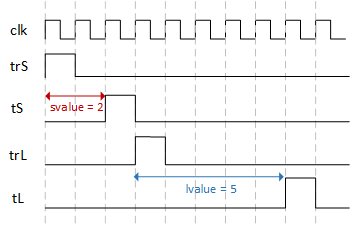 clk
trS
tS
svalue = 2
trL
lvalue = 5
tL